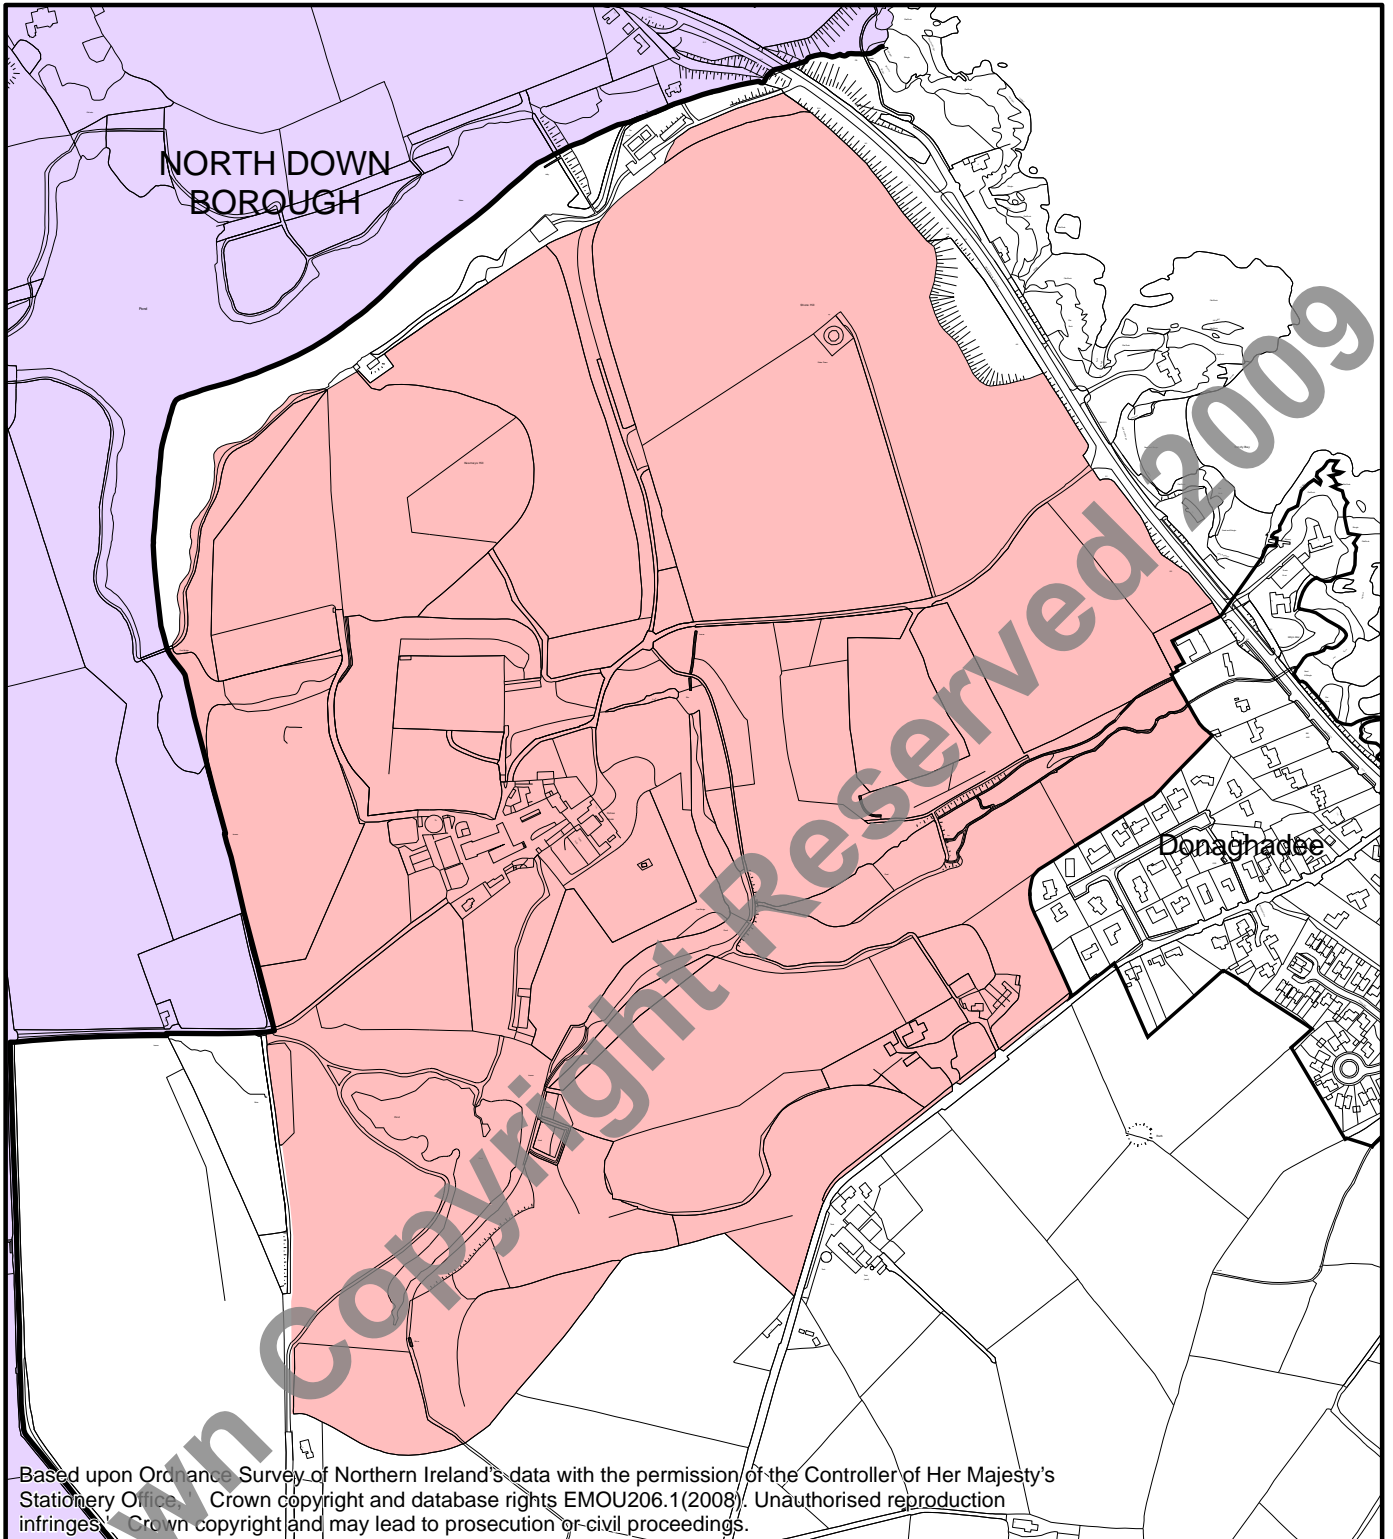 NORTH DOWN
BOROUGH
Donaghadee
wn Copyright Reserved 2009
Based upon Ordnance Survey of Northern Ireland's data with the permission of the Controller of Her Majesty's
Stationery Office, ' Crown copyright and database rights EMOU206.1(2008). Unauthorised reproduction
infringes ' Crown copyright and may lead to prosecution or civil proceedings.